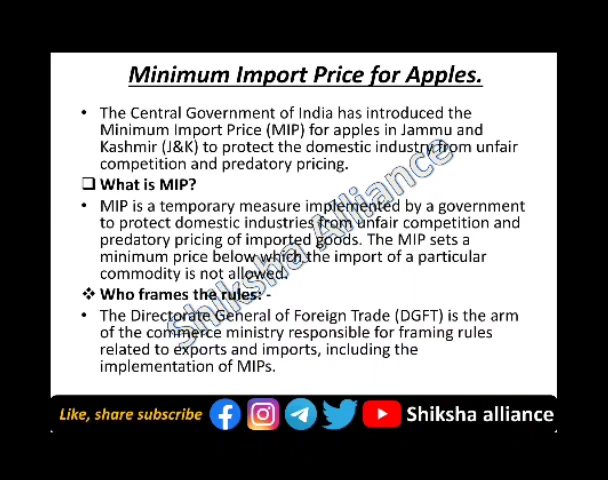 Minimum Import Price for Apples.
• The Central Government of India has introduced the
Minimum Import Price (MIP) for apples in Jammu and
Kashmir (J&K) to protect the domestic industry from unfair
competition and predatory pricing.
❑ What is MIP?
• MIP is a temporary measure implemented by a government
to protect domestic industries from unfair competition and
predatory pricing of imported goods. The MIP sets a
minimum price below which the import of a particular
commodity is not allowed.
❖ Who frames the rules: -
• The Directorate General of Foreign Trade (DGFT) is the arm
of the commerce ministry responsible for framing rules
related to exports and imports, including the
implementation of MIPs.
Shiksha Alliance
Like, share subscribe Shiksha alliance